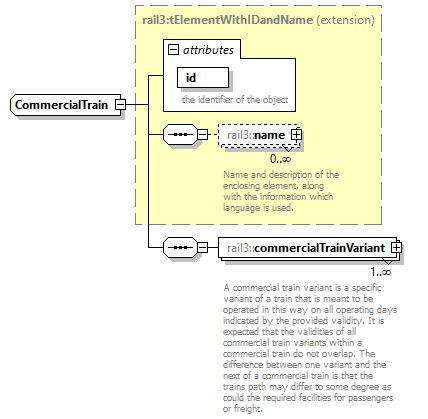 rail3:tElementWithIDandName (extension)
attributes
id
the identifier of the object
CommercialTrain
rail3::name
0..∞
Name and description of the
enclosing element, along
with the information which
language is used.
rail3::commercialTrainVariant
1..∞
A commercial train variant is a specific
variant of a train that is meant to be
operated in this way on all operating days
indicated by the provided validity. It is
expected that the validities of all
commercial train variants within a
commercial train do not overlap. The
difference between one variant and the
next of a commercial train is that the
trains path may differ to some degree as
could the required facilities for passengers
or freight.